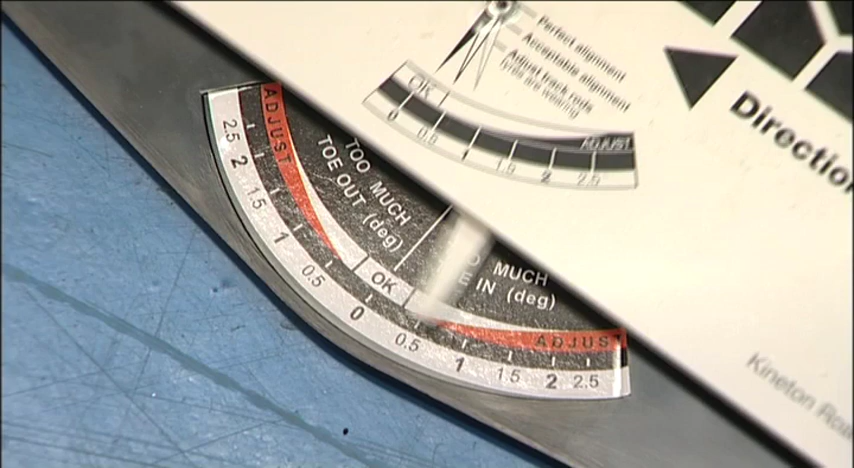 Perfect alignment
Acceptable alignment
Adjust track rods
OK
ADJUST
0 0.5 1 1.5 2 2.5
Direction
ADJUST
TOO MUCH
TOE OUT (deg)
OK
MUCH
IN (deg)
ADJUST
2.5 2 1.5 1 0.5 0 0.5 1 1.5 2 2.5
Kineton